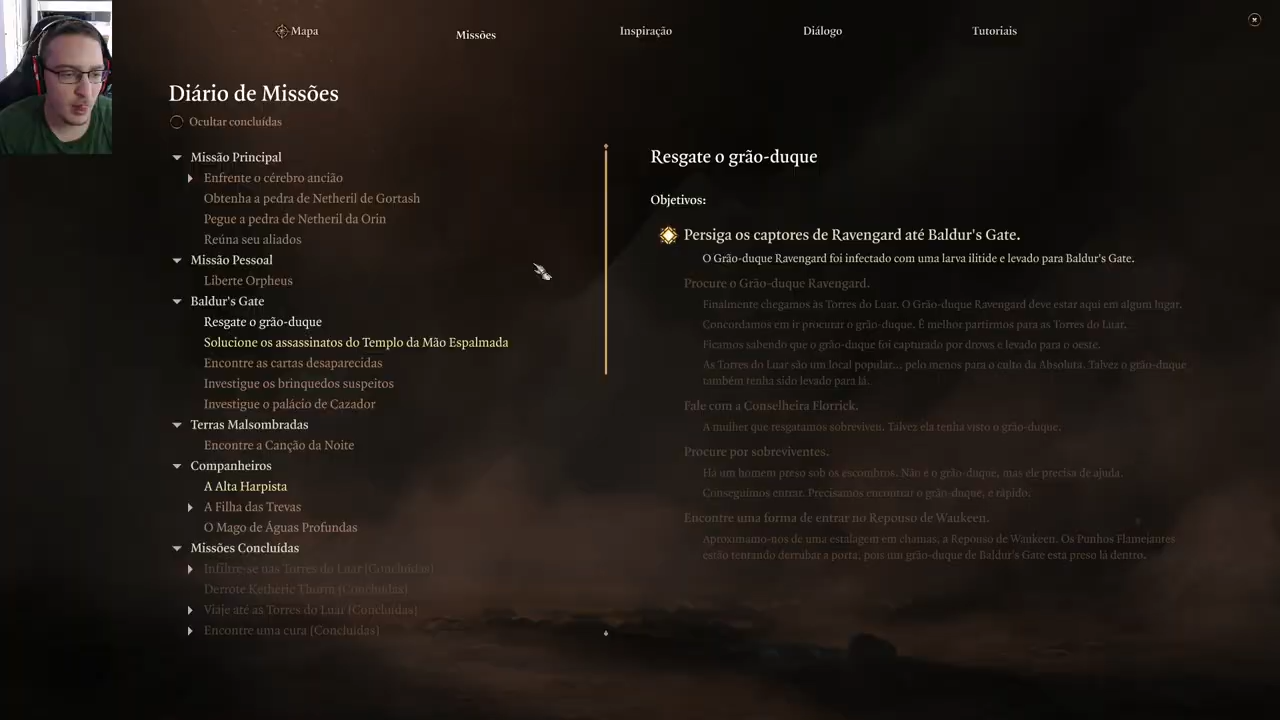 Mapa
Missões
Inspiração
Diálogo
Tutoriais
Diário de Missões
Ocultar concluídas
Missão Principal
Enfrente o cérebro ancião
Obtenha a pedra de Netheril de Gortash
Pegue a pedra de Netheril da Orin
Reúna seu aliados
Missão Pessoal
Liberte Orpheus
Baldur's Gate
Resgate o grão-duque
Solucione os assassinatos do Templo da Mão Espalmada
Encontre as cartas desaparecidas
Investigue os brinquedos suspeitos
Investigue o palácio de Cazador
Terras Malsombradas
Encontre a Canção da Noite
Companheiros
A Alta Harpista
A Filha das Trevas
O Mago de Águas Profundas
Missões Concluídas
Infiltre-se nas Torres do Luar [Concluídas]
Derrote Ketheric Thorm [Concluídas]
Viaje até as Torres do Luar [Concluídas]
Encontre uma cura [Concluídas]
Resgate o grão-duque
Objetivos:
Persiga os captores de Ravengard até Baldur's Gate.
O Grão-duque Ravengard foi infectado com uma larva ilitide e levado para Baldur's Gate.
Procure o Grão-duque Ravengard.
Finalmente chegamos às Torres do Luar. O Grão-duque Ravengard deve estar aqui em algum lugar.
Concordamos em ir procurar o grão-duque. É melhor partirmos para as Torres do Luar.
Ficamos sabendo que o grão-duque foi capturado por drows e levado para o oeste.
As Torres do Luar são um local popular... pelo menos para o culto da Absoluta. Talvez o grão-duque
também tenha sido levado para lá.
Fale com a Conselheira Florrick.
A mulher que resgatamos sobreviveu. Talvez ela tenha visto o grão-duque.
Procure por sobreviventes.
Há um homem preso sob os escombros. Não é o grão-duque, mas ele precisa de ajuda.
Conseguimos entrar. Precisamos encontrar o grão-duque, e rápido.
Encontre uma forma de entrar no Repouso de Waukeen.
Aproximamo-nos de uma estalagem em chamas, a Repouso de Waukeen. Os Punhos Flamejantes
estão tentando derrubar a porta, pois um grão-duque de Baldur's Gate está preso lá dentro.